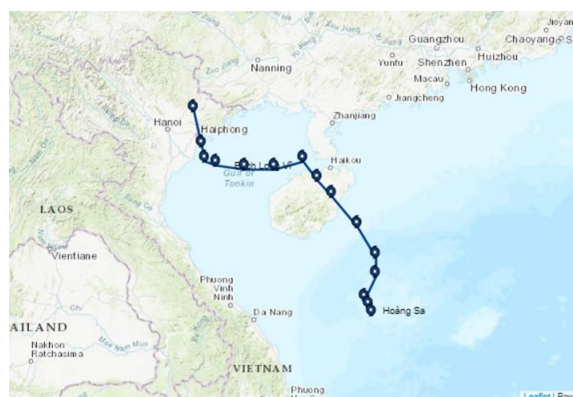 Jieyan
Guangzhou
Chaoyang
Yunfu
Shenzhen
Huizhou
Nanning
Macau
Hong Kong
Jiangcheng
Zhanjiang
Hanoi
Haiphong
Haikou
Gulf of
Tonkin
LAOS
Vientiane
Phuong
Vinh
Ninh
Da Nang
Hoàng Sa
AILAND
Nakhon
Ratchasima
VIETNAM
Phuong
Leaflet